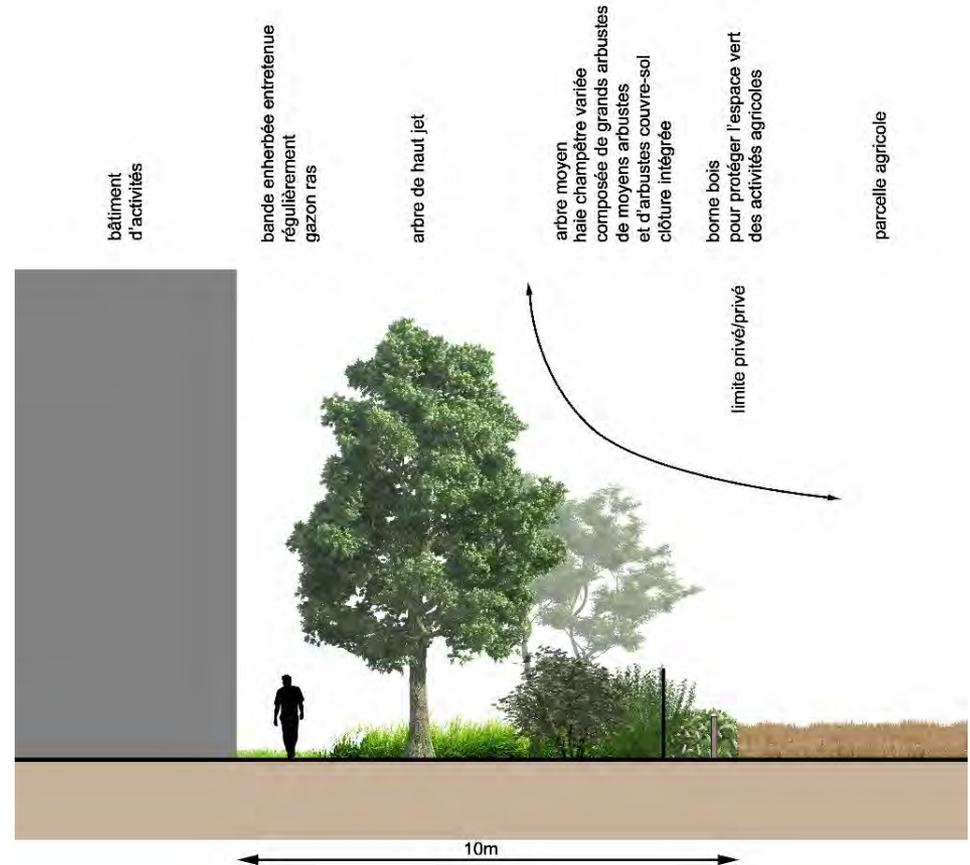 bâtiment
d'activités
bande enherbée entretenue
régulièrement
gazon ras
arbre de haut jet
arbre moyen
haie champêtre variée
composée de grands arbustes
de moyens arbustes
et d'arbustes couvre-sol
clôture intégrée
borne bois
pour protéger l'espace vert
des activités agricoles
parcelle agricole
limite privé/privé
10m